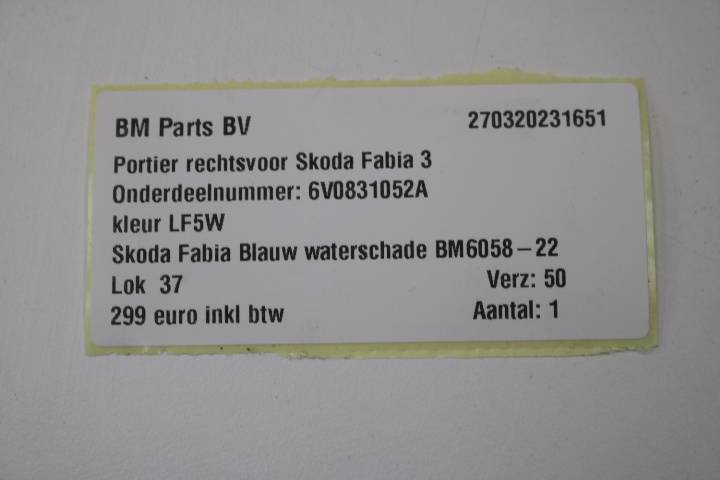 BM Parts BV 270320231651
Portier rechtsvoor Skoda Fabia 3
Onderdeelnummer: 6V0831052A
kleur LF5W
Skoda Fabia Blauw waterschade BM6058-22
Lok 37 Verz: 50
299 euro inkl btw Aantal: 1